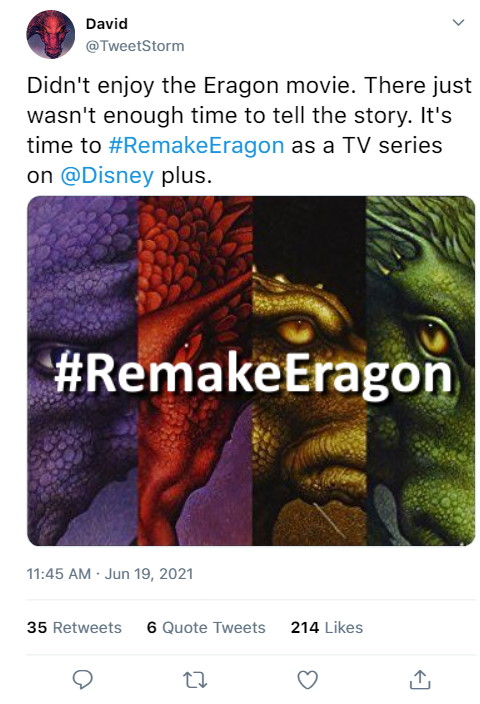 David
@TweetStorm
Didn't enjoy the Eragon movie. There just
wasn't enough time to tell the story. It's
time to #RemakeEragon as a TV series
on @Disney plus.
#RemakeEragon
11:45 AM · Jun 19, 2021
35 Retweets 6 Quote Tweets 214 Likes